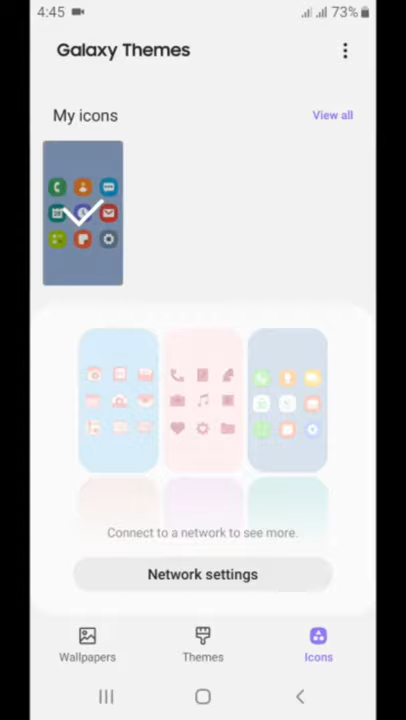 4:45 73%
Galaxy Themes
My icons View all
Connect to a network to see more.
Network settings
Wallpapers Themes Icons